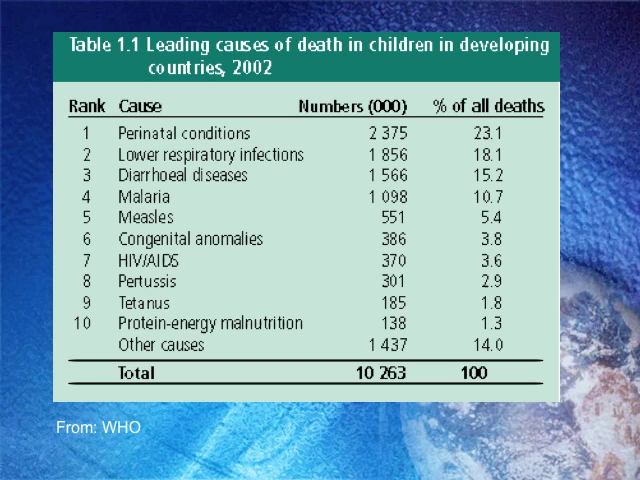 Table 1.1 Leading causes of death in children in developing
countries, 2002
Rank Cause Numbers (000) % of all deaths
1 Perinatal conditions 2 375 23.1
2 Lower respiratory infections 1 856 18.1
3 Diarrhoeal diseases 1 566 15.2
4 Malaria 1 098 10.7
5 Measles 551 5.4
6 Congenital anomalies 386 3.8
7 HIV/AIDS 370 3.6
8 Pertussis 301 2.9
9 Tetanus 185 1.8
10 Protein-energy malnutrition 138 1.3
Other causes 1 437 14.0
Total 10 263 100
From: WHO